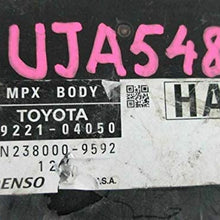 UJA548
MPX BODY
HA
TOYOTA
9221-04050
N238000-9592
12
ENSO
S.A.